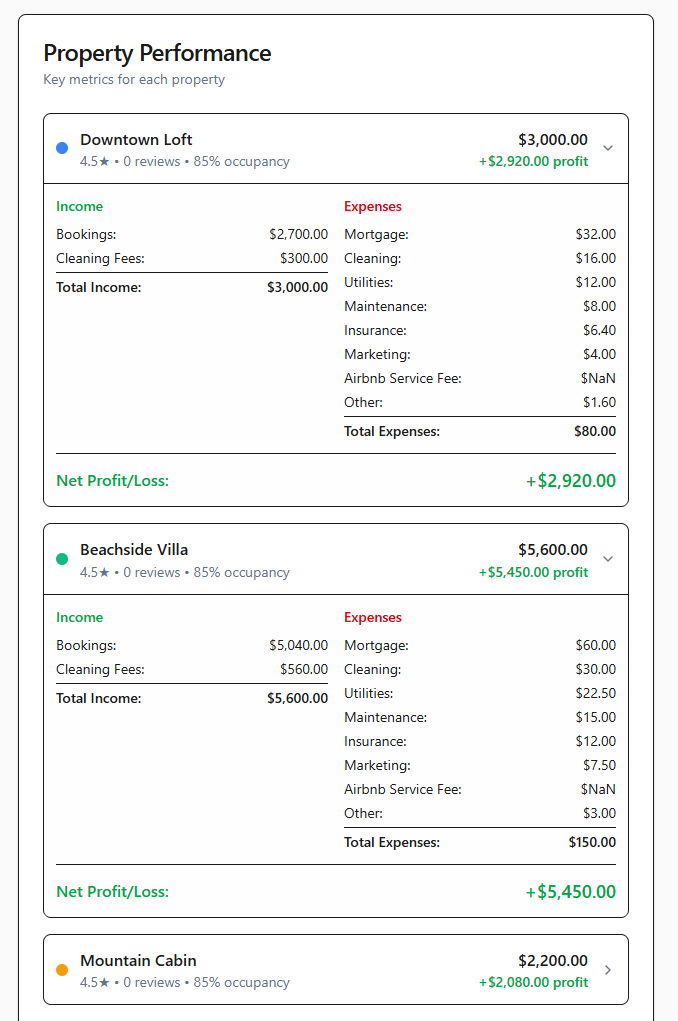 Property Performance
Key metrics for each property
Downtown Loft
$3,000.00
4.5★ • 0 reviews • 85% occupancy
+$2,920.00 profit
Income
Bookings: $2,700.00
Cleaning Fees: $300.00
Total Income: $3,000.00
Expenses
Mortgage: $32.00
Cleaning: $16.00
Utilities: $12.00
Maintenance: $8.00
Insurance: $6.40
Marketing: $4.00
Airbnb Service Fee: $NaN
Other: $1.60
Total Expenses: $80.00
Net Profit/Loss: +$2,920.00
Beachside Villa
$5,600.00
4.5★ • 0 reviews • 85% occupancy
+$5,450.00 profit
Income
Bookings: $5,040.00
Cleaning Fees: $560.00
Total Income: $5,600.00
Expenses
Mortgage: $60.00
Cleaning: $30.00
Utilities: $22.50
Maintenance: $15.00
Insurance: $12.00
Marketing: $7.50
Airbnb Service Fee: $NaN
Other: $3.00
Total Expenses: $150.00
Net Profit/Loss: +$5,450.00
Mountain Cabin
$2,200.00
4.5★ • 0 reviews • 85% occupancy
+$2,080.00 profit